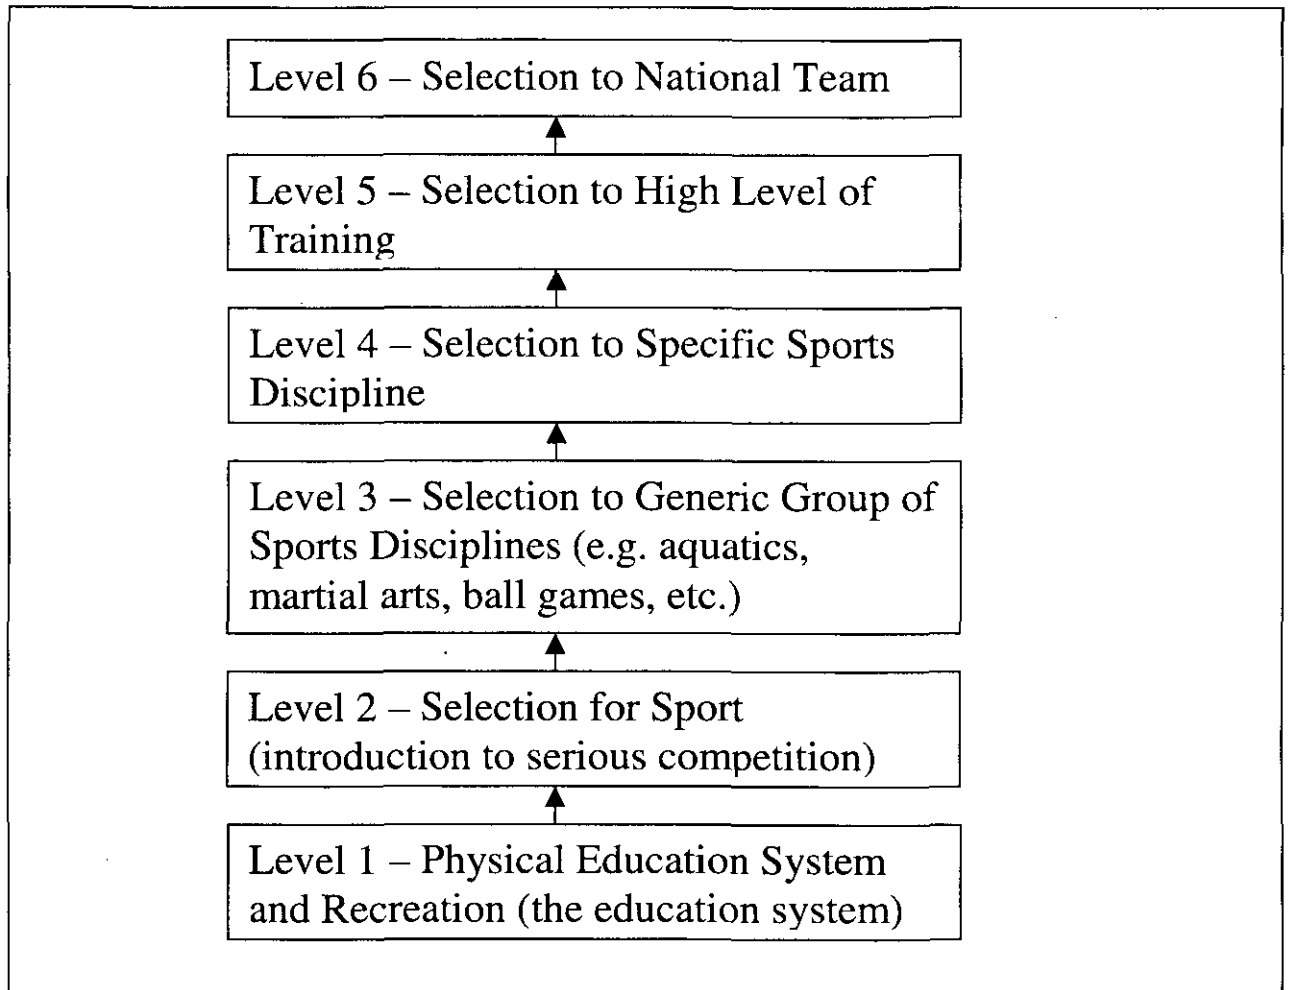 Level 6 – Selection to National Team
Level 5 – Selection to High Level of
Training
Level 4 – Selection to Specific Sports
Discipline
Level 3 – Selection to Generic Group of
Sports Disciplines (e.g. aquatics,
martial arts, ball games, etc.)
Level 2 – Selection for Sport
(introduction to serious competition)
Level 1 – Physical Education System
and Recreation (the education system)